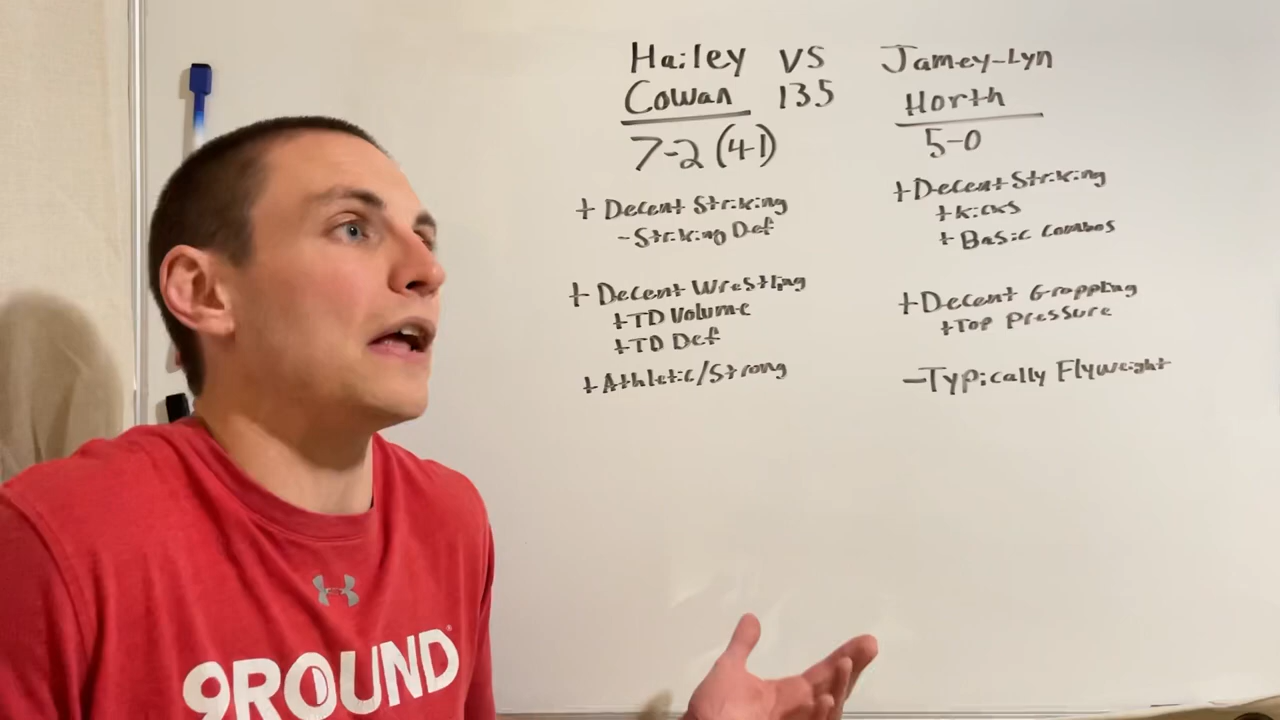 Hailey VS Jamey-Lyn
Cowan 135 Horth
7-2 (4-1) 5-0
+ Decent Striking
- Striking Def
+ Decent Wrestling
+ TD Volume
+ TD Def
+ Athletic/Strong
+ Decent Striking
+ Kicks
+ Basic Combos
+ Decent Grappling
+ Top Pressure
- Typically Flyweight
9ROUND